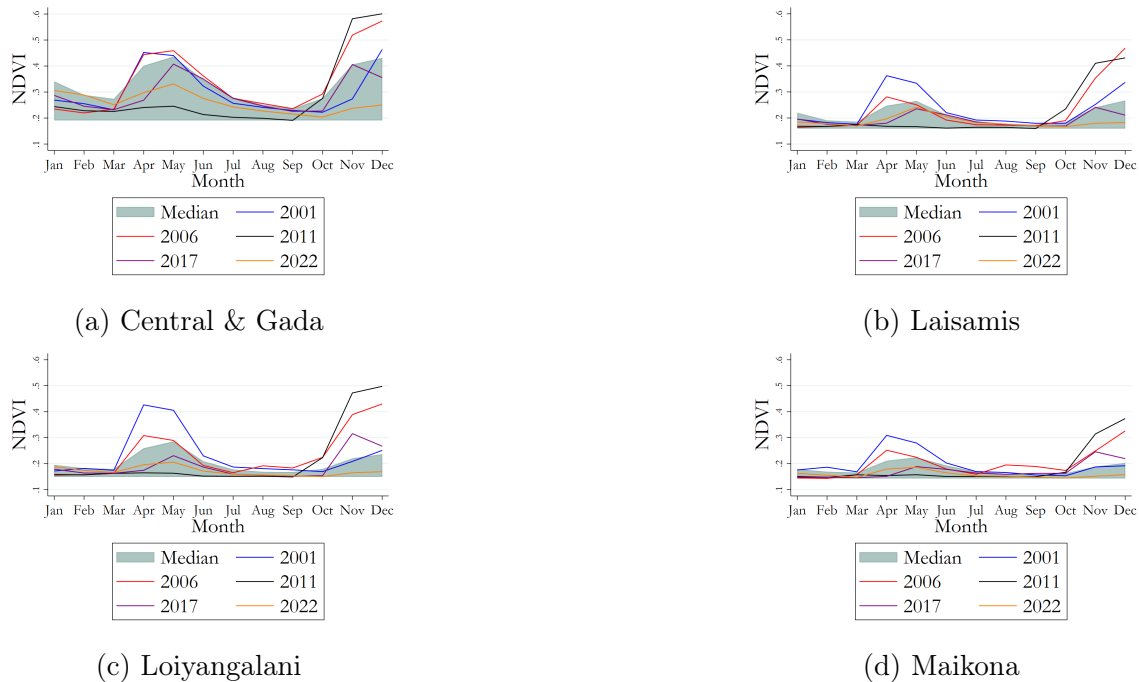 NDVI
.6
.5
.4
.3
.2
.1
Jan Feb Mar Apr May Jun Jul Aug Sep Oct Nov Dec
Month
Median 2001
2006 2011
2017 2022
(a) Central & Gada
NDVI
.6
.5
.4
.3
.2
.1
Jan Feb Mar Apr May Jun Jul Aug Sep Oct Nov Dec
Month
Median 2001
2006 2011
2017 2022
(b) Laisamis
NDVI
.6
.5
.4
.3
.2
.1
Jan Feb Mar Apr May Jun Jul Aug Sep Oct Nov Dec
Month
Median 2001
2006 2011
2017 2022
(c) Loiyangalani
NDVI
.6
.5
.4
.3
.2
.1
Jan Feb Mar Apr May Jun Jul Aug Sep Oct Nov Dec
Month
Median 2001
2006 2011
2017 2022
(d) Maikona